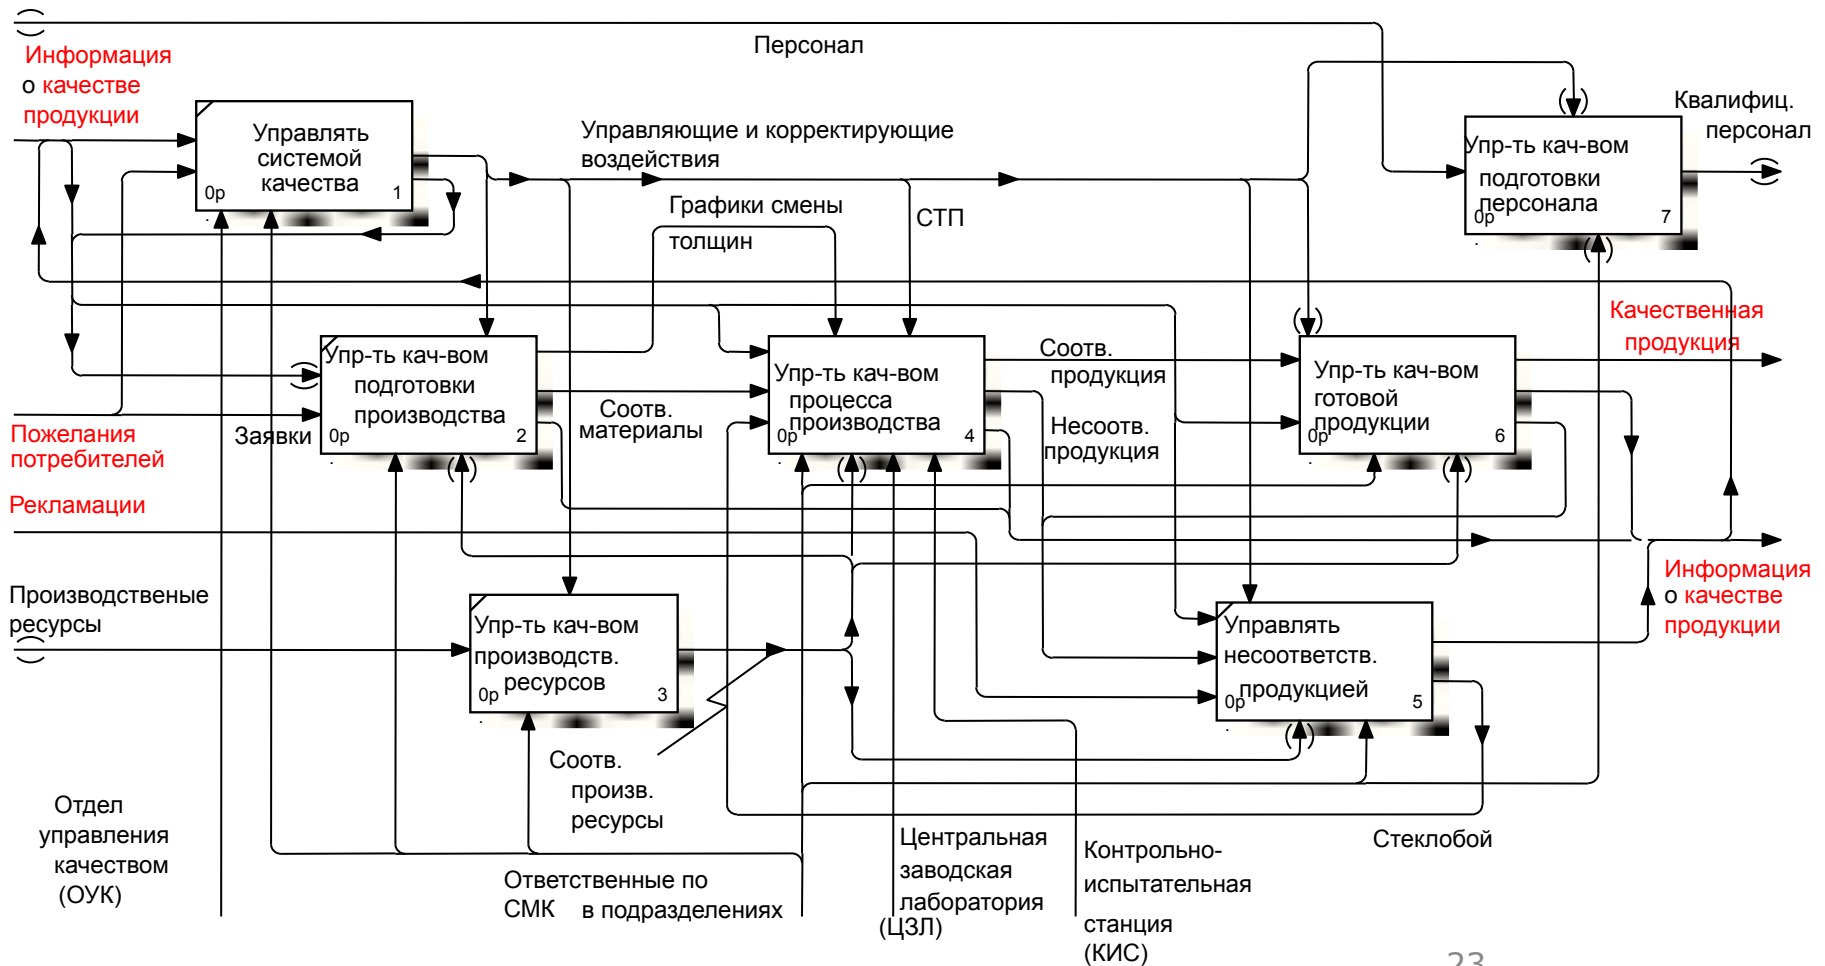 Персонал
Информация
о качестве
продукции
Управлять
системой
качества
0р 1
Управляющие и корректирующие
воздействия
Упр-ть кач-вом
подготовки
персонала
0р 7
Квалифиц.
персонал
Графики смены
толщин
СТП
Упр-ть кач-вом
подготовки
производства
0р 2
Соотв.
материалы
Упр-ть кач-вом
процесса
производства
0р 4
Соотв.
продукция
Несоотв.
продукция
Упр-ть кач-вом
готовой
продукции
0р 6
Качественная
продукция
Пожелания
потребителей
Заявки
Рекламации
Производственые
ресурсы
Упр-ть кач-вом
производств.
ресурсов
0р 3
Управлять
несоответств.
продукцией
0р 5
Информация
о качестве
продукции
Соотв.
произв.
ресурсы
Отдел
управления
качеством
(ОУК)
Ответственные по
СМК в подразделениях
Центральная
заводская
лаборатория
(ЦЗЛ)
Контрольно-
испытательная
станция
(КИС)
Стеклобой
23